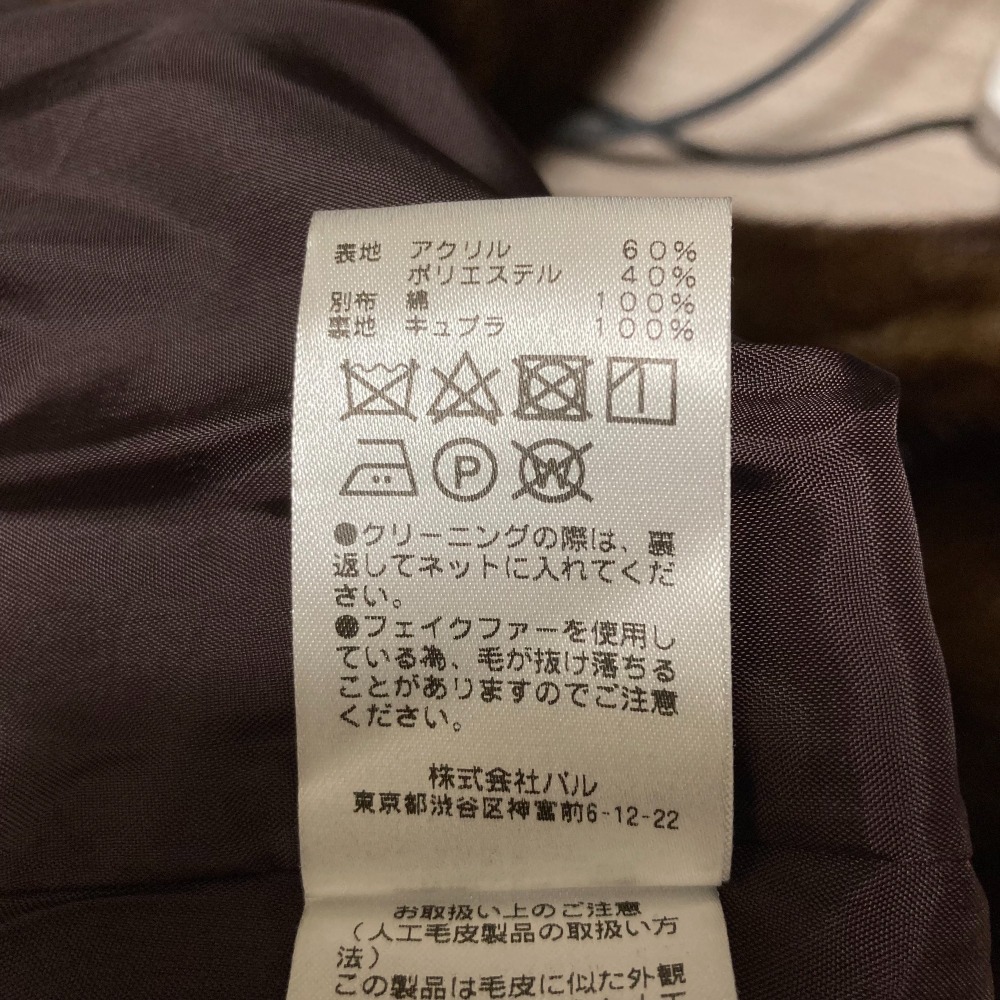 表地 アクリル 60%
ポリエステル 40%
別布 綿 100%
裏地 キュプラ 100%
P
W
●クリーニングの際は、裏
返してネットに入れてくだ
さい。
●フェイクファーを使用し
ている為、毛が抜け落ちる
ことがありますのでご注意
ください。
株式会社パル
東京都渋谷区神宮前6-12-22
お取扱い上のご注意
(人工毛皮製品の取扱い方
法)
この製品は毛皮に似た外観